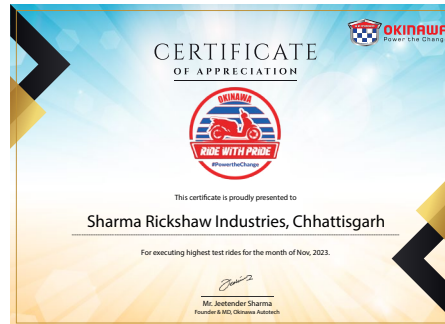 CERTIFICATE
OF APPRECIATION
OKINAWA
Power the Chang
OKINAWA
RIDE WITH PRIDE
#PowertheChange
This certificate is proudly presented to
Sharma Rickshaw Industries, Chhattisgarh
For executing highest test rides for the month of Nov, 2023.
Mr. Jeetender Sharma
Founder & MD, Okinawa Autotech